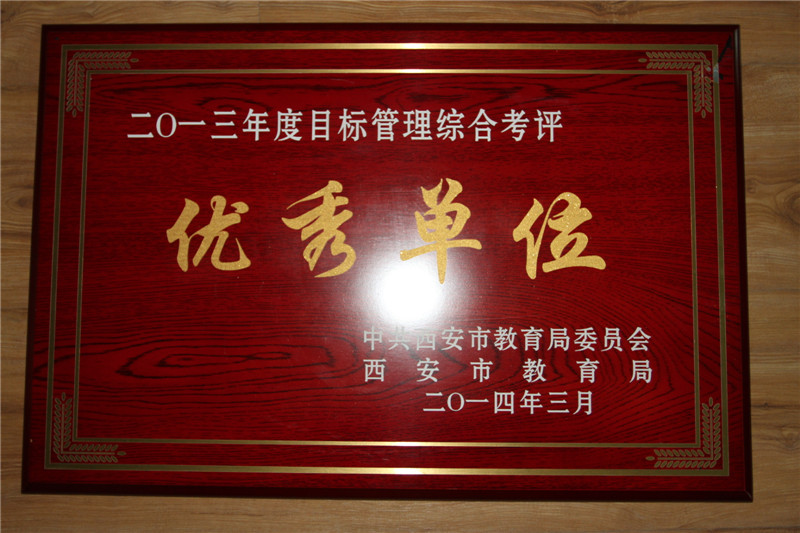 二〇一三年度目标管理综合考评
优秀单位
中共西安市教育局委员会
西安市教育局
二〇一四年三月